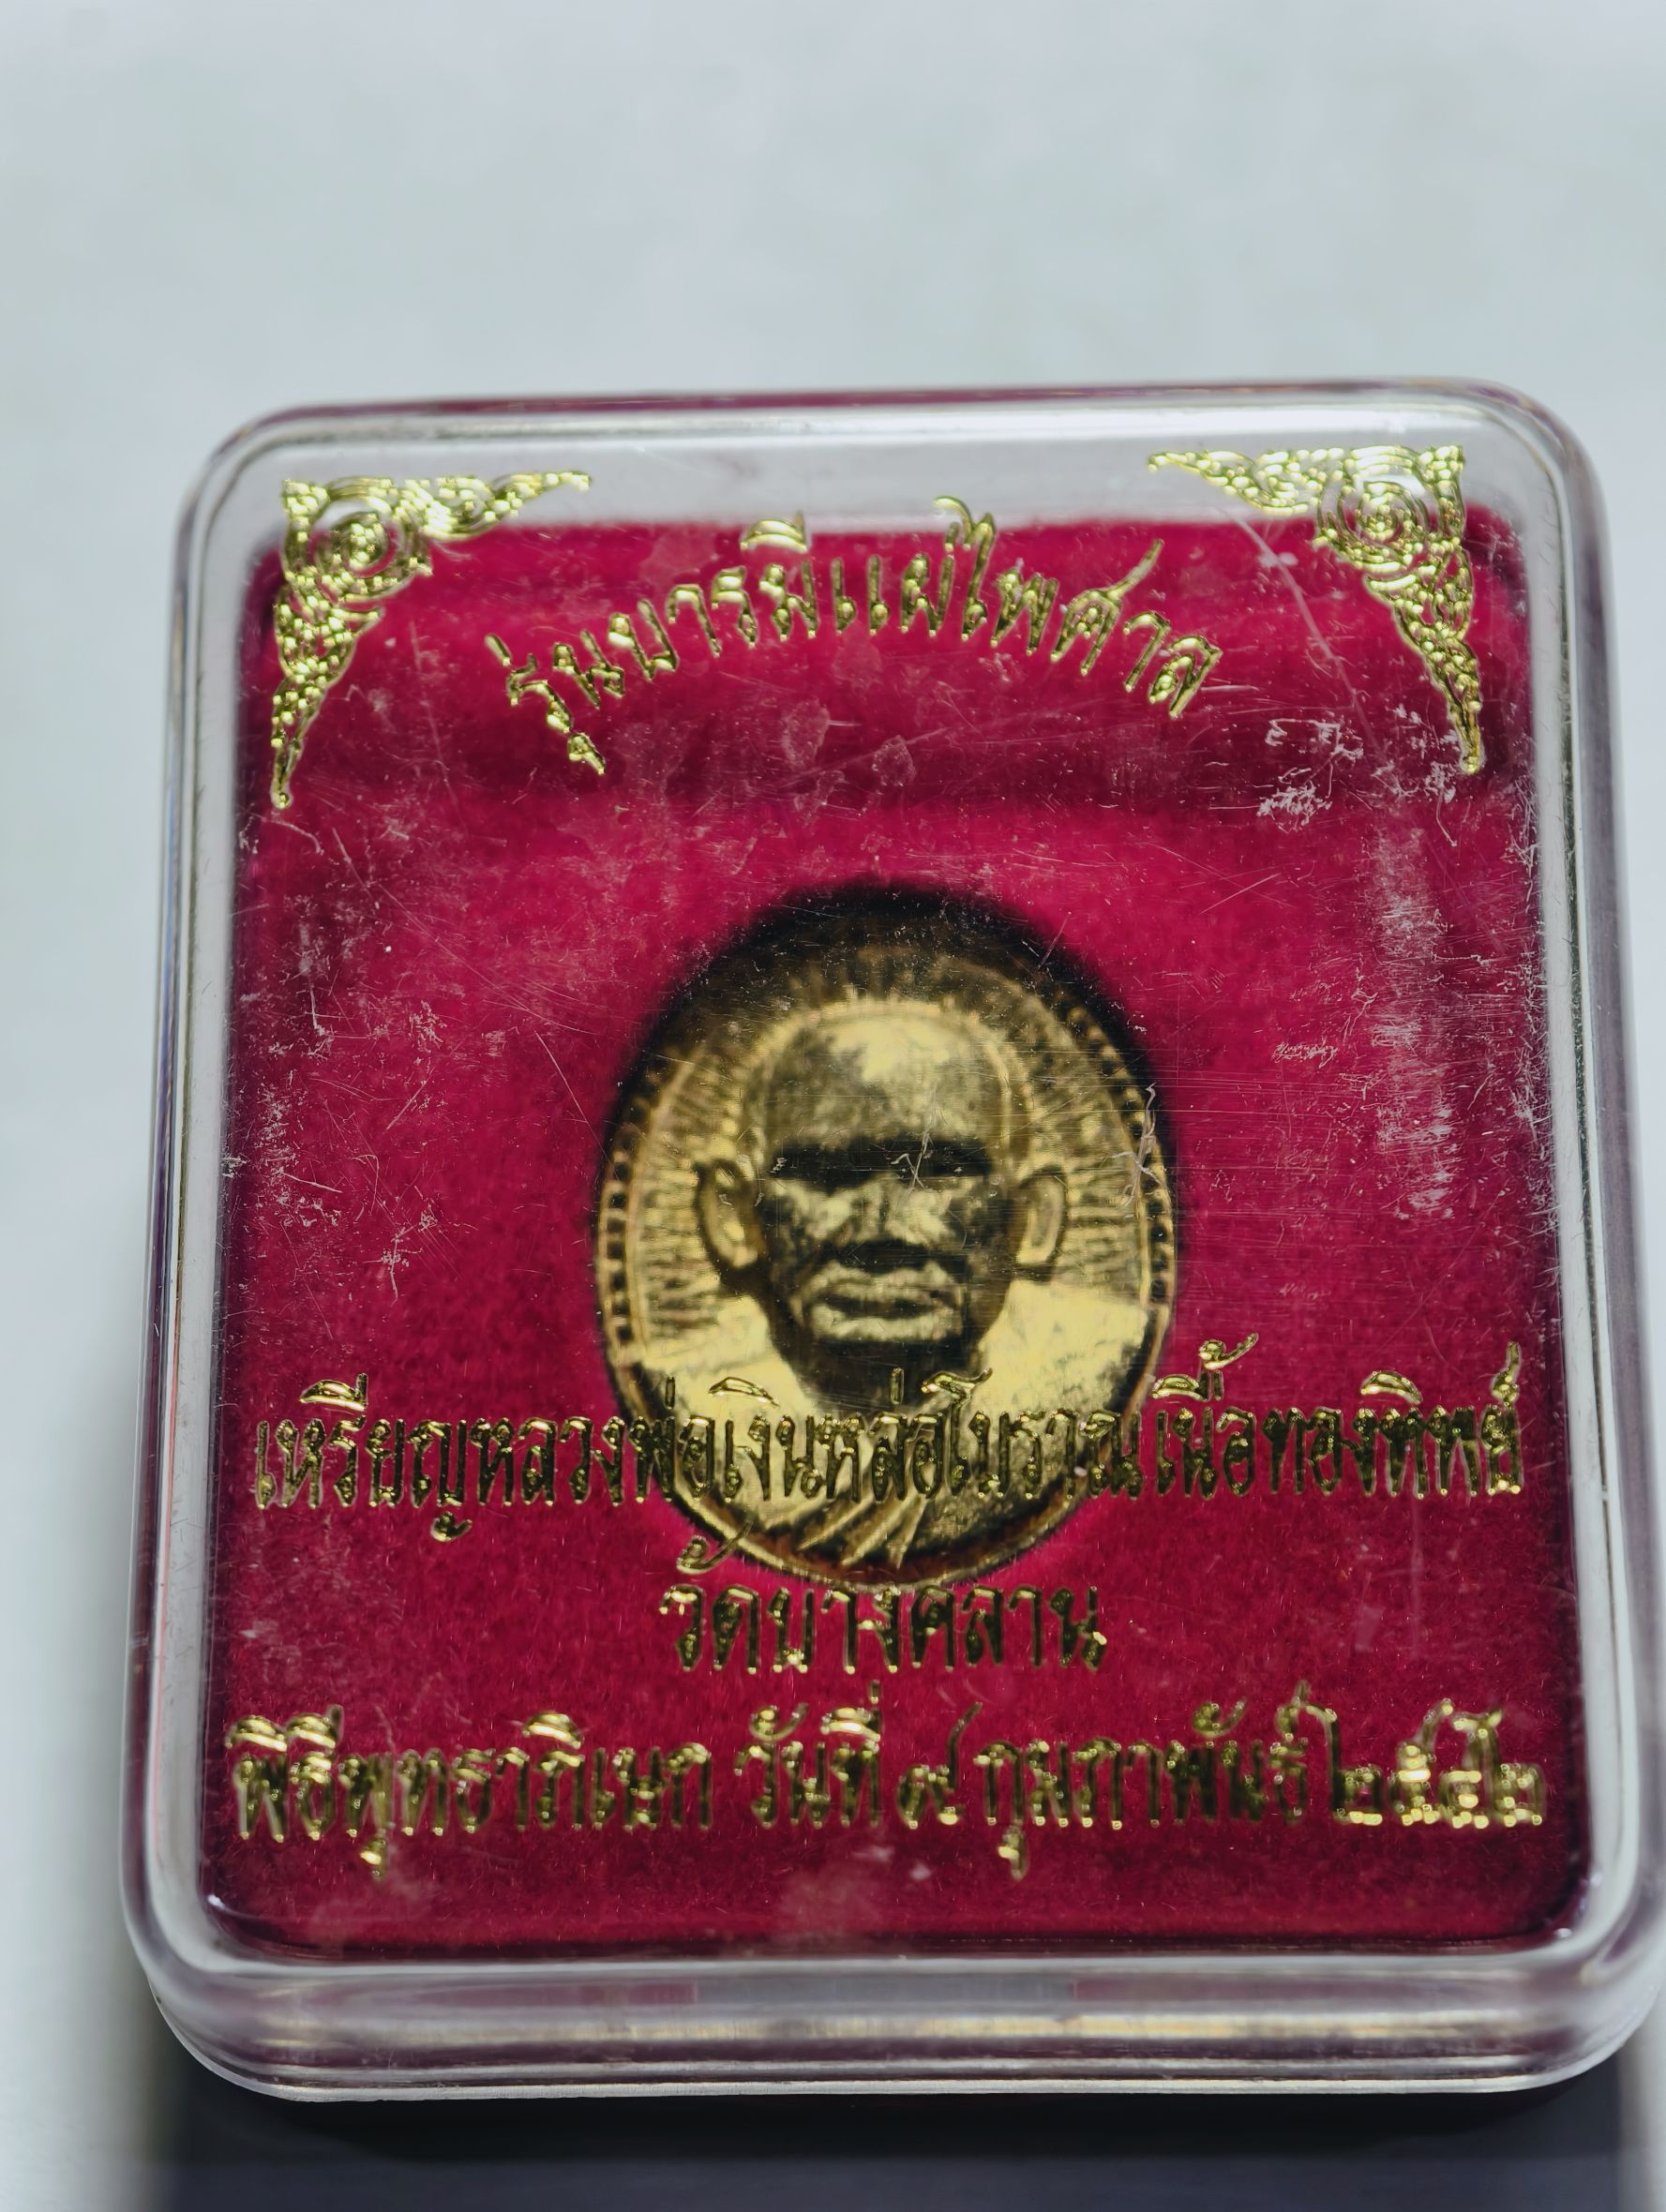 รุ่นบารมีแผ่ไพศาล
เหรียญหลวงพ่อเงินหล่อโบราณ เนื้อทองทิพย์
วัดบางคลาน
พิธีพุทธาภิเษก วันที่ ๙ กุมภาพันธ์ ๒๕๕๒